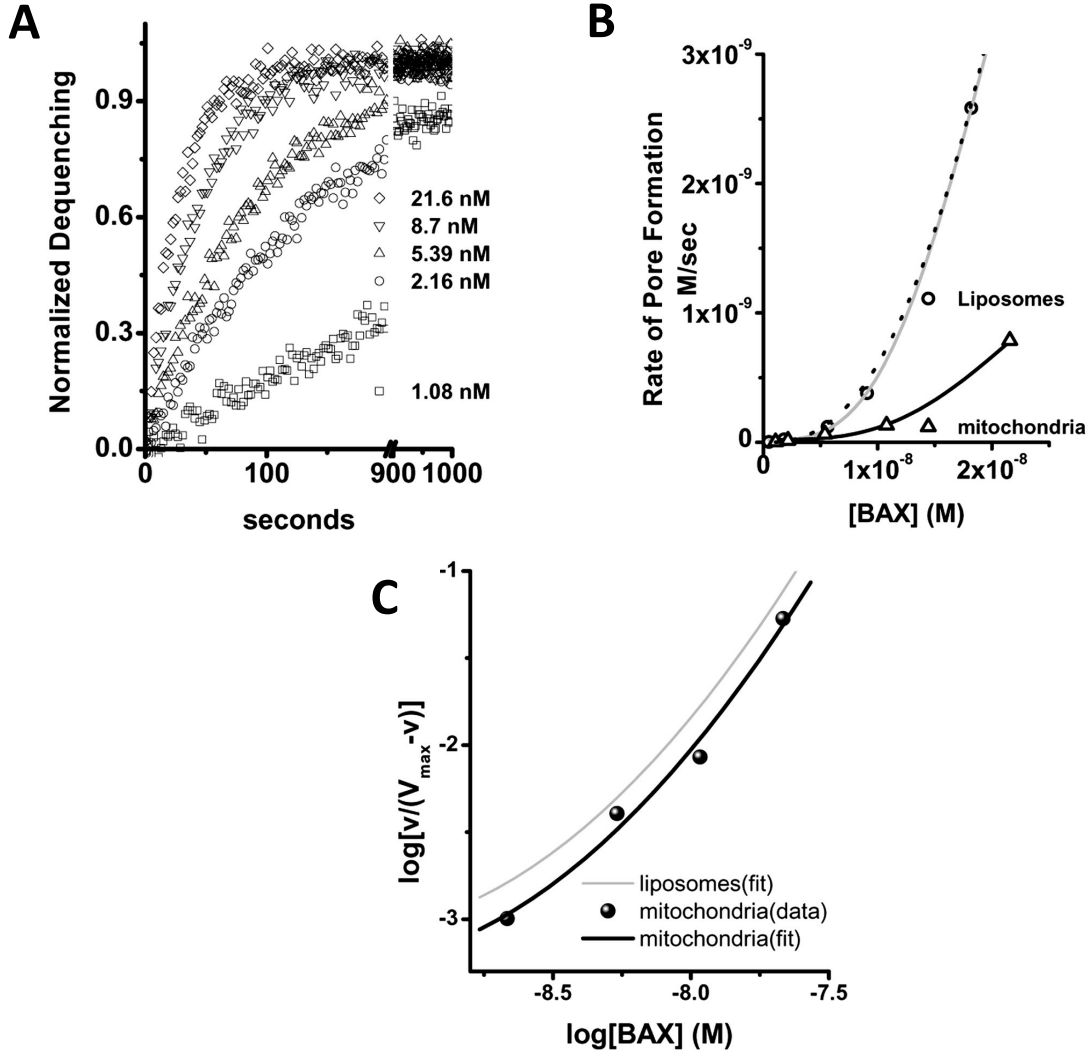 A
Normalized Dequenching
0.9
0.6
0.3
0.0
0
100
900
1000
seconds
21.6 nM
8.7 nM
5.39 nM
2.16 nM
1.08 nM
B
Rate of Pore Formation
M/sec
3x10⁻⁹
2x10⁻⁹
1x10⁻⁹
0
0
1x10⁻⁸
2x10⁻⁸
[BAX] (M)
Liposomes
mitochondria
C
log[v/(Vₘₐₓ-v)]
-1
-2
-3
-8.5
-8.0
-7.5
log[BAX] (M)
liposomes(fit)
mitochondria(data)
mitochondria(fit)